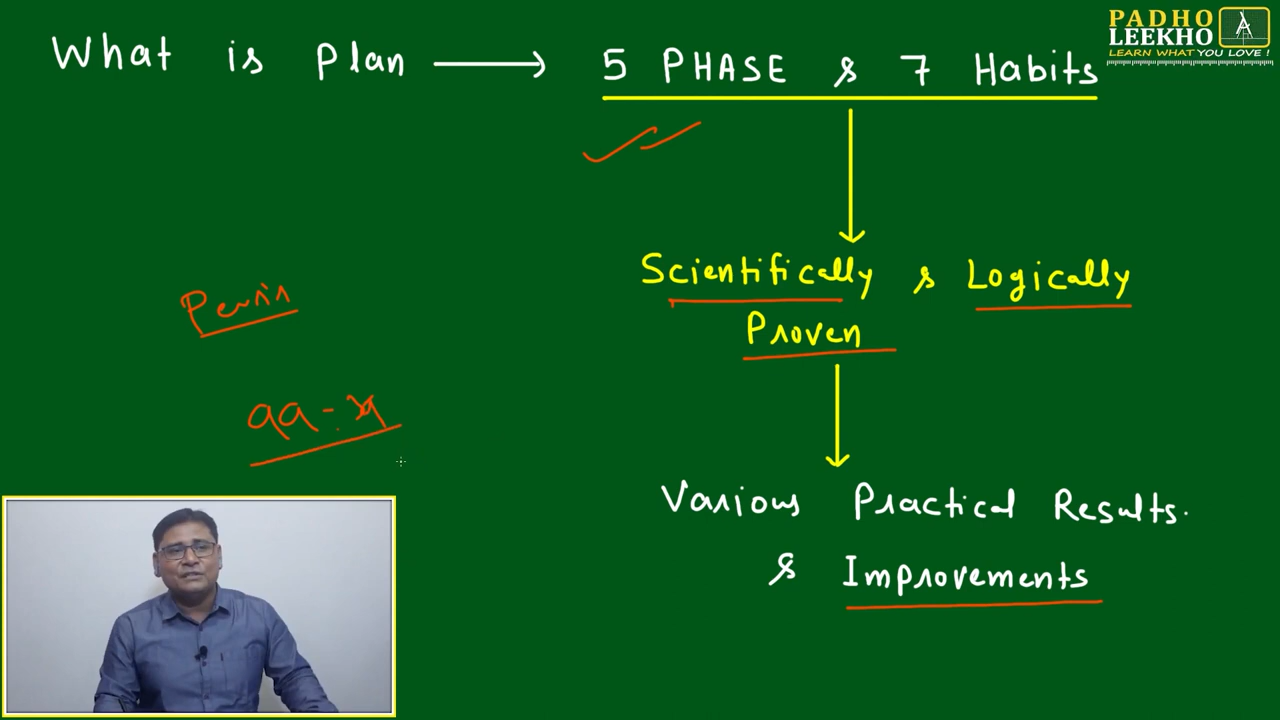 PADHO
LEEKHO
LEARN WHAT YOU LOVE !
What is Plan → 5 PHASE & 7 Habits
Scientifically & Logically
Proven
Various Practical Results.
& Improvements